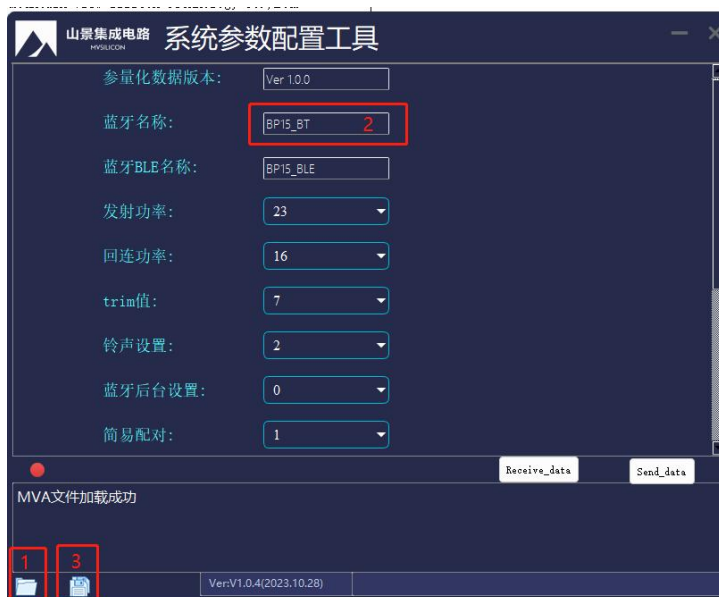 山景集成电路
MVSILICON
系统参数配置工具
参量化数据版本: Ver 1.0.0
蓝牙名称: BP15_BT 2
蓝牙BLE名称: BP15_BLE
发射功率: 23
回连功率: 16
trim值: 7
铃声设置: 2
蓝牙后台设置: 0
简易配对: 1
Receive_data Send_data
MVA文件加载成功
1 3
Ver:V1.0.4(2023.10.28)